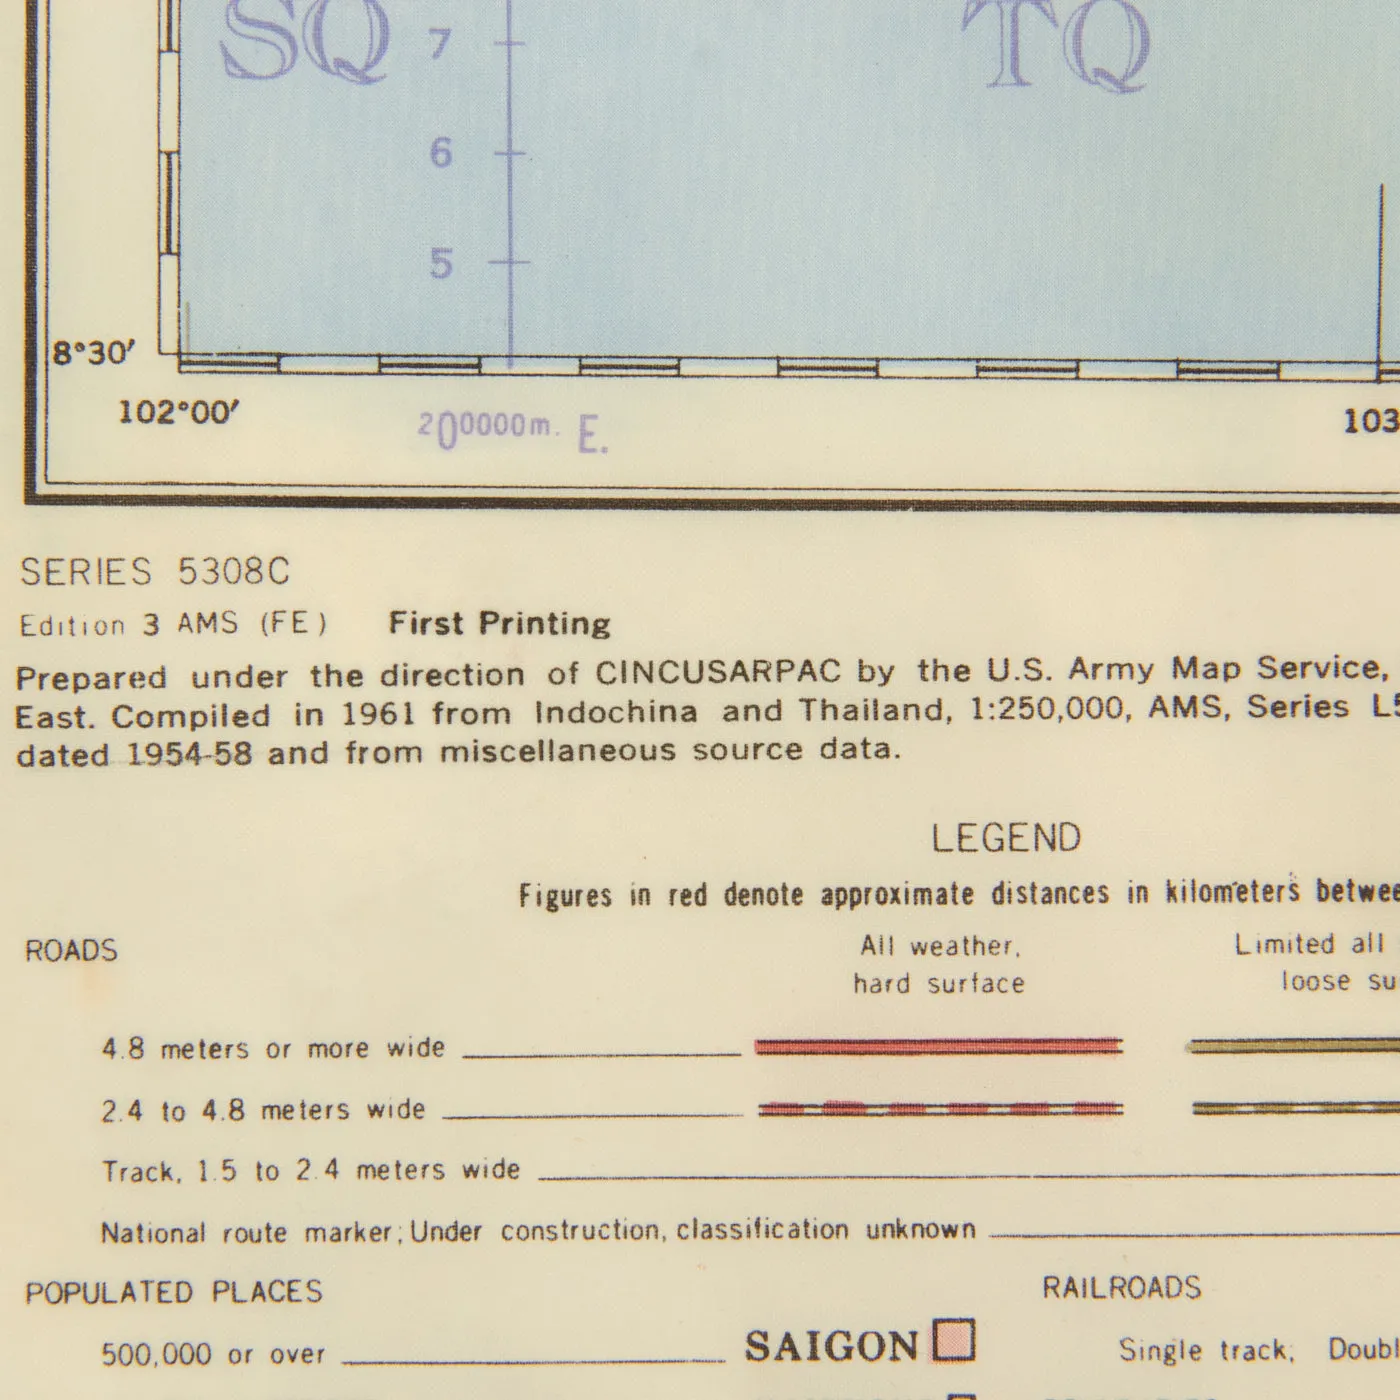 SQ
TQ
7
6
5
8°30′
102°00′
200000m. E.
103
SERIES 5308C
Edition 3 AMS (FE) First Printing
Prepared under the direction of CINCUSARPAC by the U.S. Army Map Service,
East. Compiled in 1961 from Indochina and Thailand, 1:250,000, AMS, Series
dated 1954-58 and from miscellaneous source data.
LEGEND
Figures in red denote approximate distances in kilometers
ROADS
All weather,
hard surface
Limited all
loose
4.8 meters or more wide
2.4 to 4.8 meters wide
Track, 1.5 to 2.4 meters wide
National route marker; Under construction, classification unknown
POPULATED PLACES
RAILROADS
500,000 or over
SAIGON
Single track,